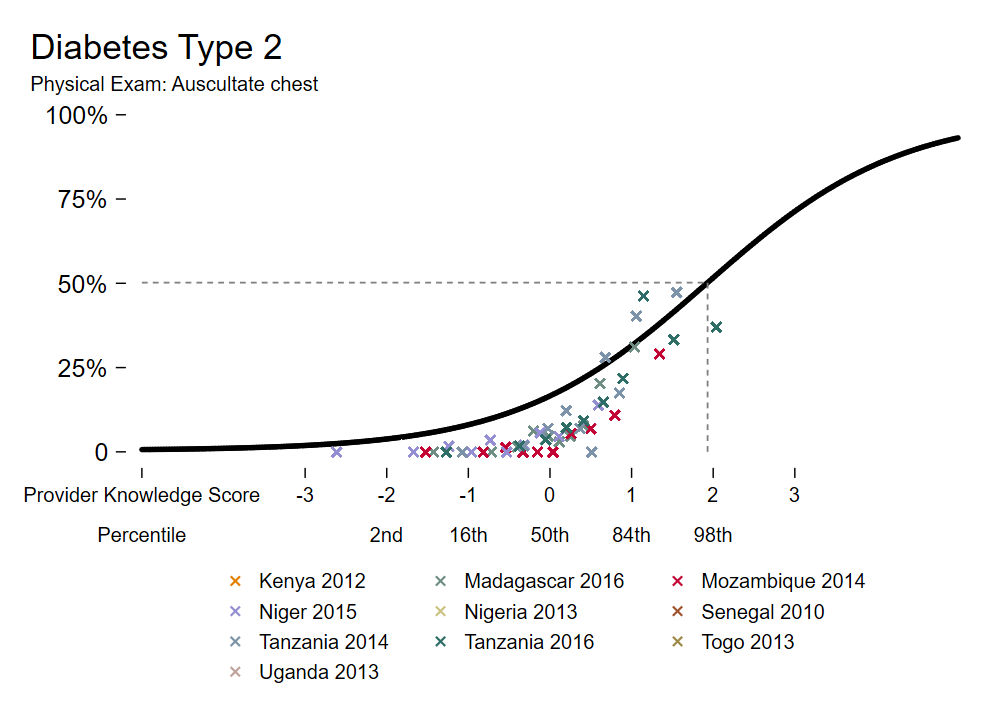 Diabetes Type 2
Physical Exam: Auscultate chest
100%
75%
50%
25%
0
Provider Knowledge Score -3 -2 -1 0 1 2 3
Percentile 2nd 16th 50th 84th 98th
Kenya 2012 Madagascar 2016 Mozambique 2014
Niger 2015 Nigeria 2013 Senegal 2010
Tanzania 2014 Tanzania 2016 Togo 2013
Uganda 2013